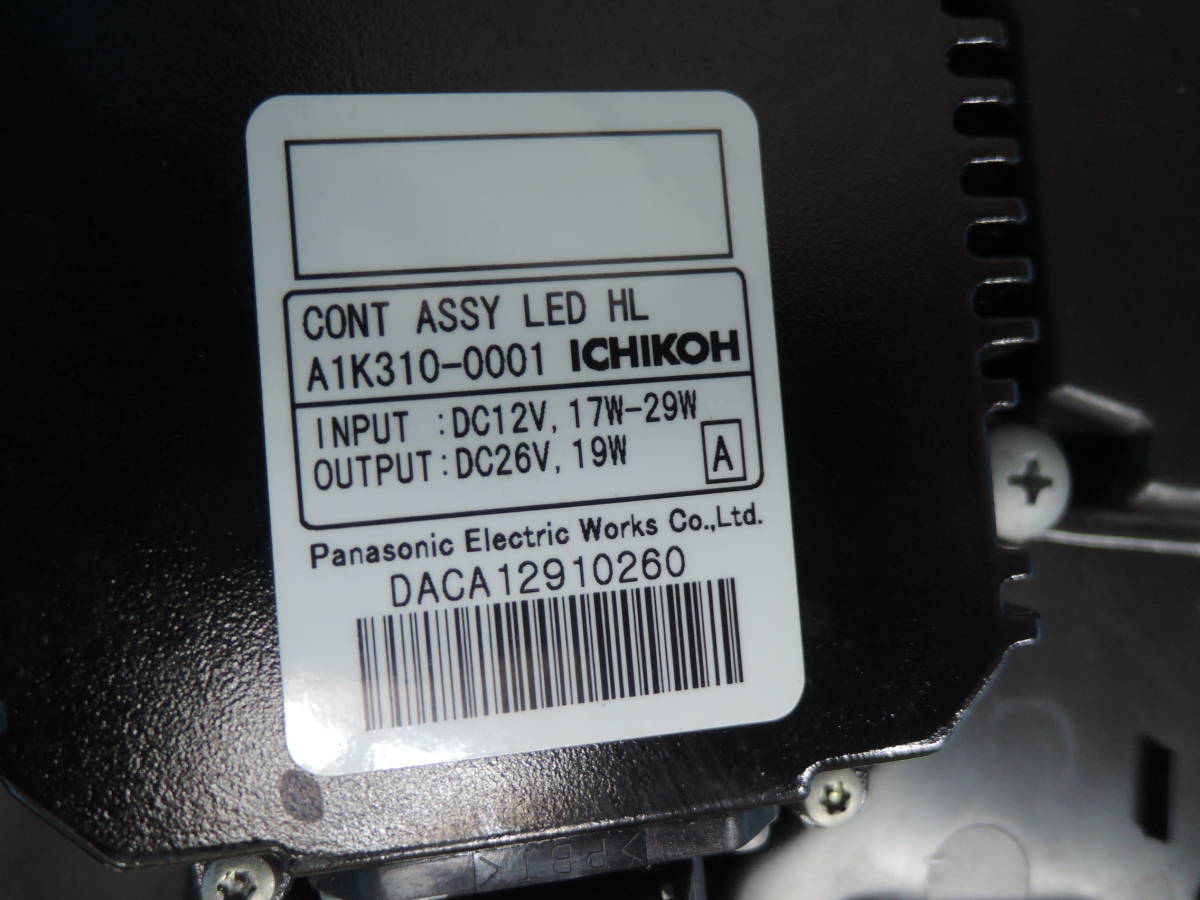 CONT ASSY LED HL
A1K310-0001 ICHIKOH
INPUT :DC12V, 17W-29W
OUTPUT:DC26V, 19W
A
Panasonic Electric Works Co.,Ltd.
DACA12910260